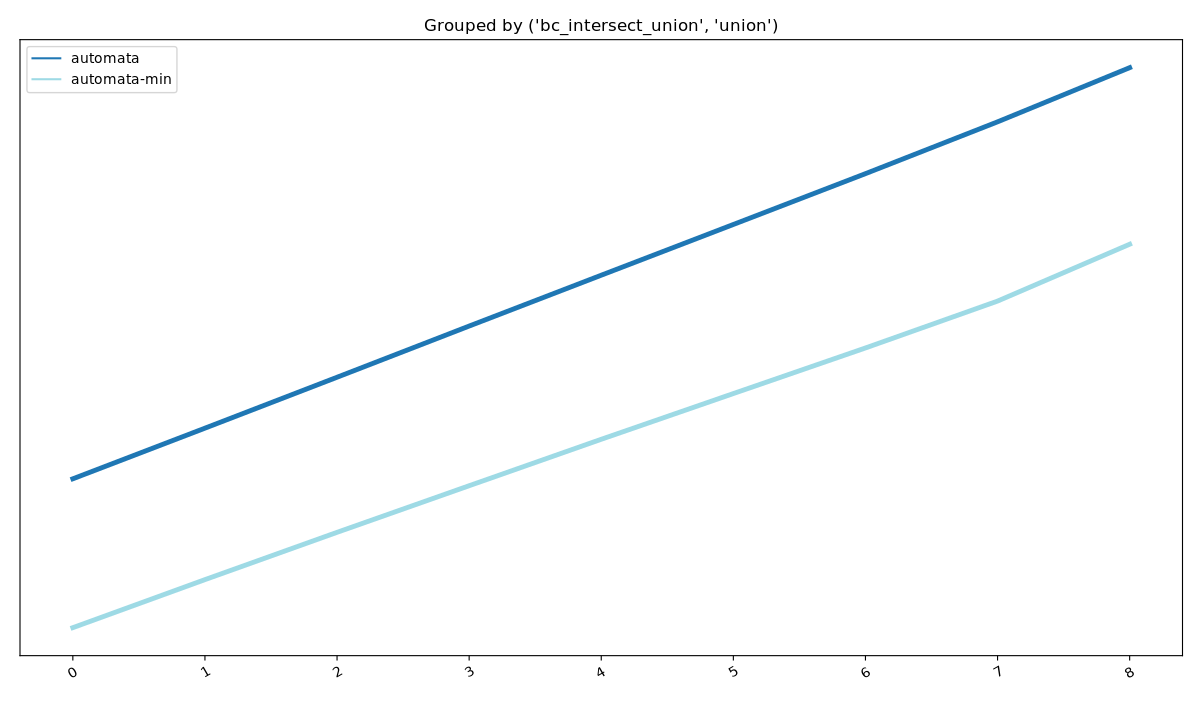 Grouped by ('bc_intersect_union', 'union')
automata
automata-min
0 1 2 3 4 5 6 7 8